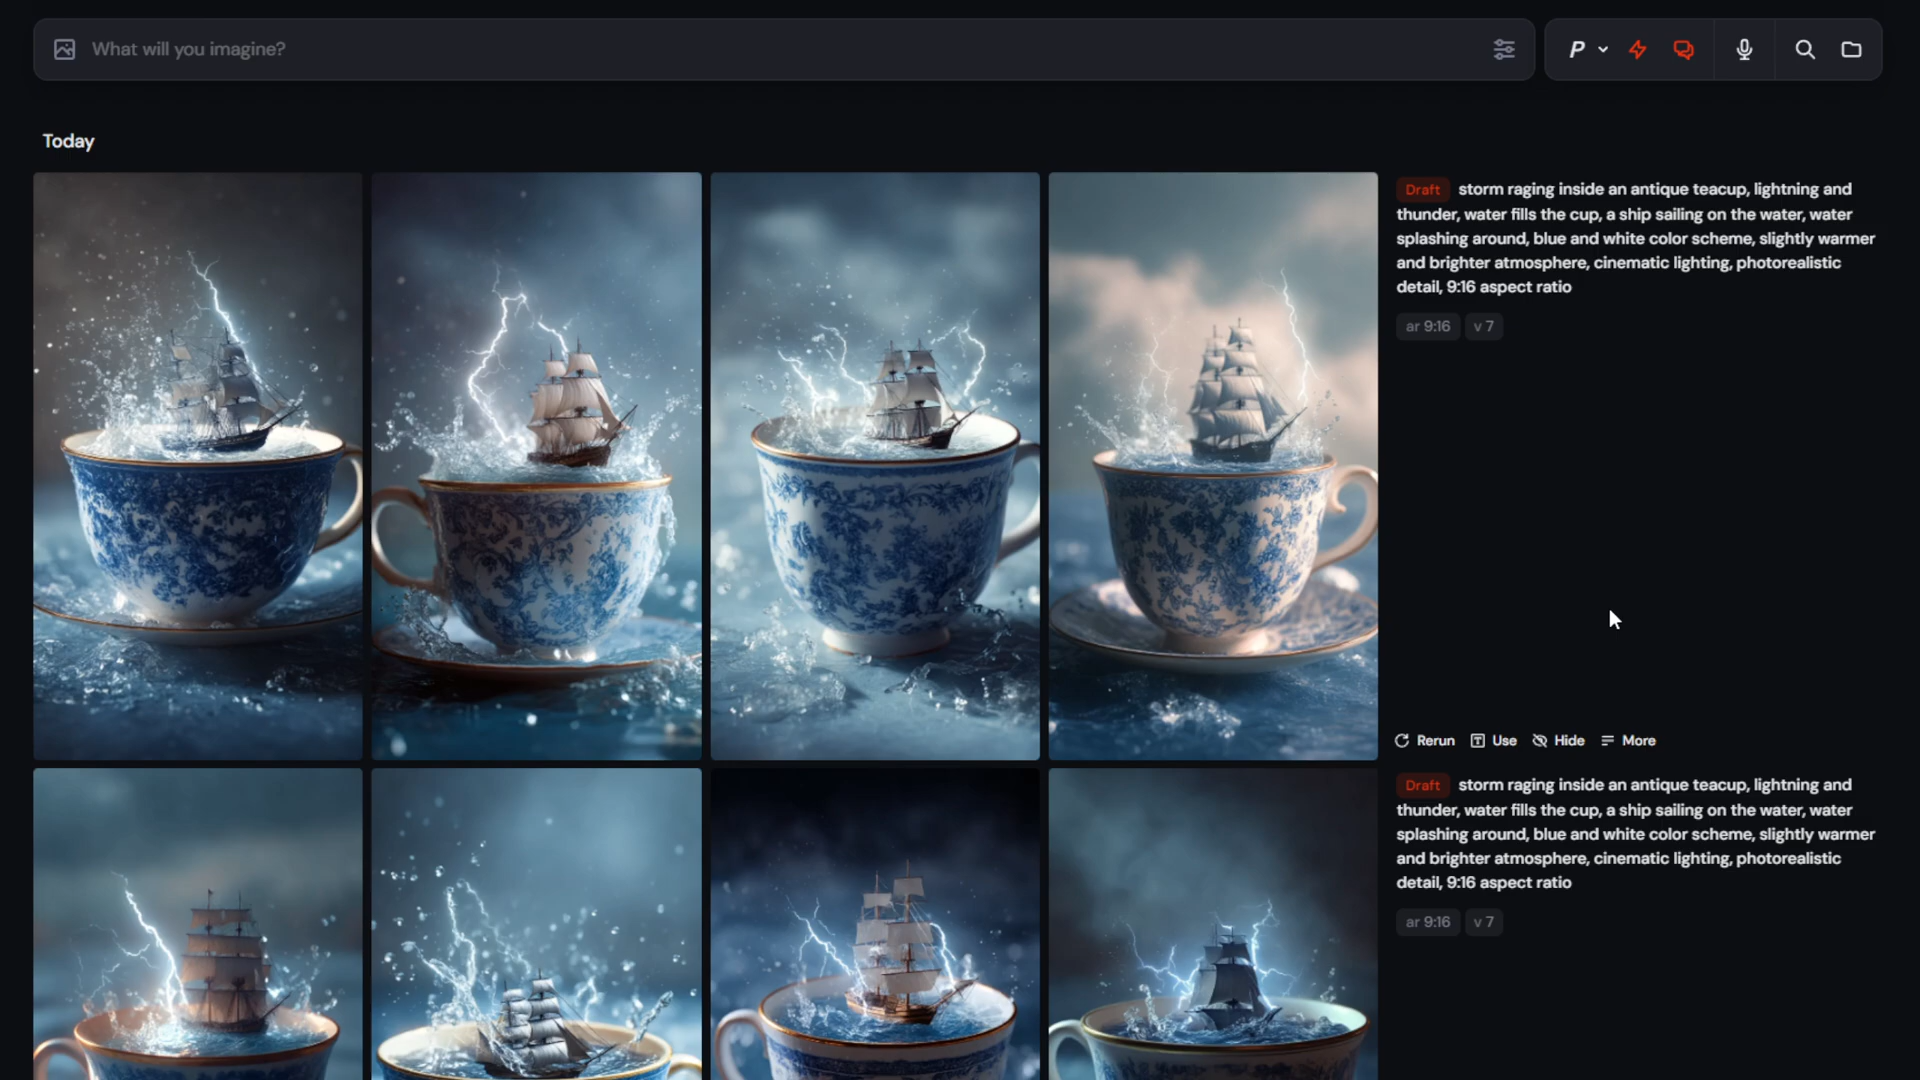 What will you imagine?
P
Today
Draft storm raging inside an antique teacup, lightning and
thunder, water fills the cup, a ship sailing on the water, water
splashing around, blue and white color scheme, slightly warmer
and brighter atmosphere, cinematic lighting, photorealistic
detail, 9:16 aspect ratio
ar 9:16 v 7
Rerun Use Hide More
Draft storm raging inside an antique teacup, lightning and
thunder, water fills the cup, a ship sailing on the water, water
splashing around, blue and white color scheme, slightly warmer
and brighter atmosphere, cinematic lighting, photorealistic
detail, 9:16 aspect ratio
ar 9:16 v 7